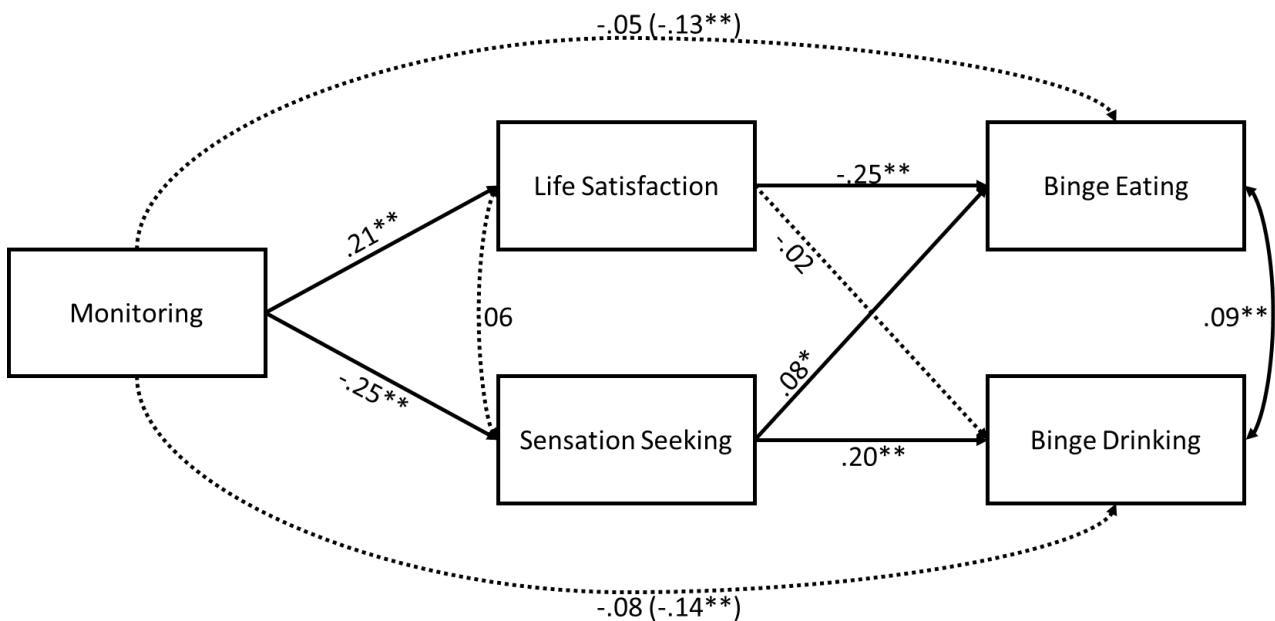 -.05 (-.13**)
Life Satisfaction
-.25**
Binge Eating
.21**
-.02
Monitoring
06
.09**
-.25**
.08*
Sensation Seeking
.20**
Binge Drinking
-.08 (-.14**)